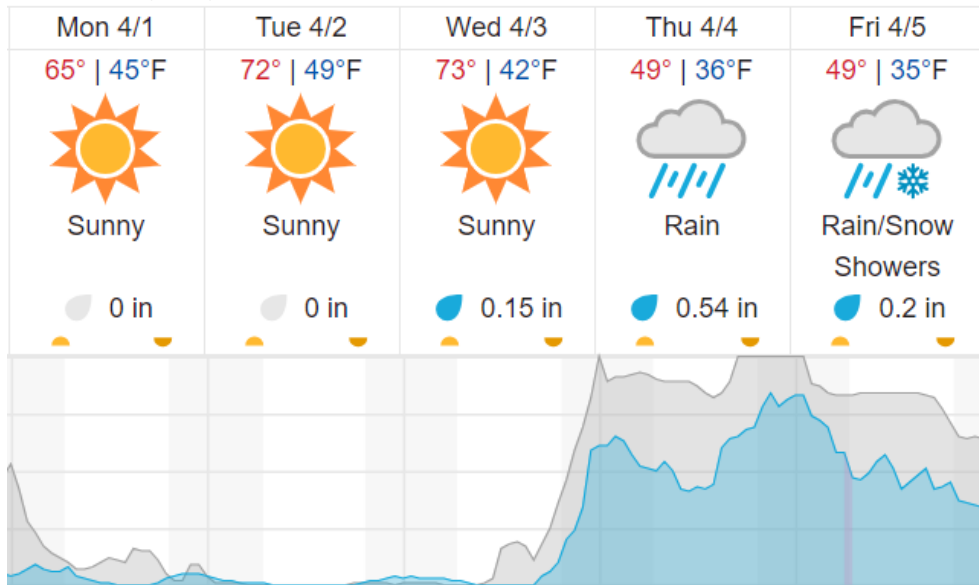 Mon 4/1 Tue 4/2 Wed 4/3 Thu 4/4 Fri 4/5
65° | 45°F 72° | 49°F 73° | 42°F 49° | 36°F 49° | 35°F
Sunny Sunny Sunny Rain Rain/Snow
Showers
0 in 0 in 0.15 in 0.54 in 0.2 in